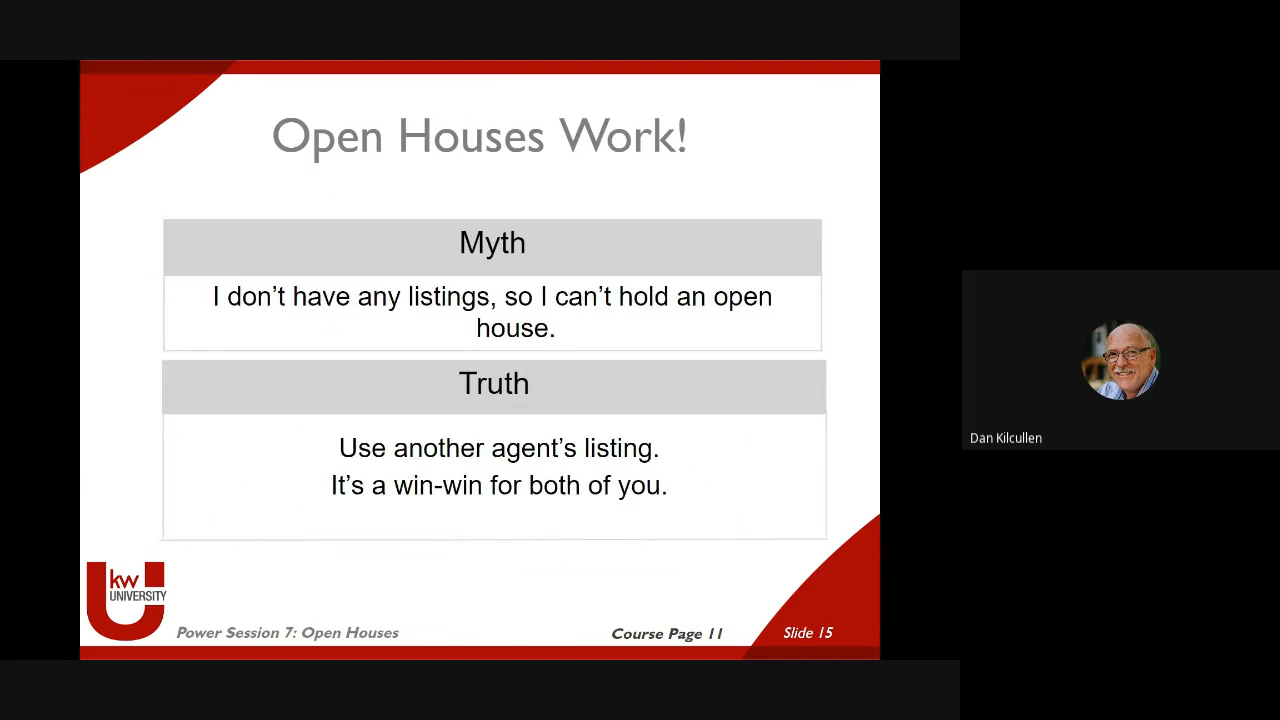 Open Houses Work!
Myth
I don't have any listings, so I can't hold an open
house.
Truth
Use another agent's listing.
It's a win-win for both of you.
kw
UNIVERSITY
Power Session 7: Open Houses
Course Page 11
Slide 15
Dan Kilcullen